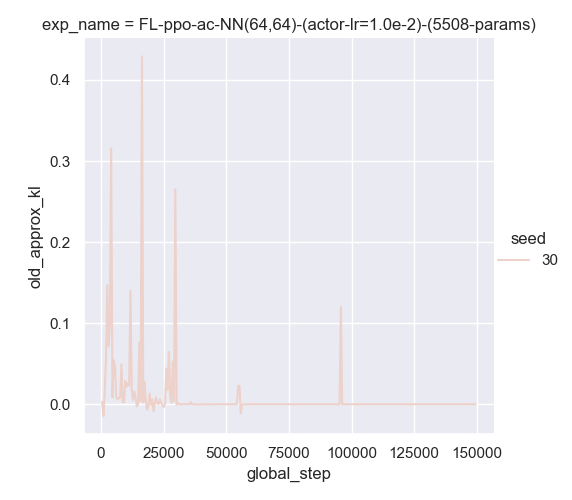 exp_name = FL-ppo-ac-NN(64,64)-(actor-lr=1.0e-2)-(5508-params)
0.4
0.3
0.2
0.1
0.0
old_approx_kl
seed
30
0 25000 50000 75000 100000 125000 150000
global_step